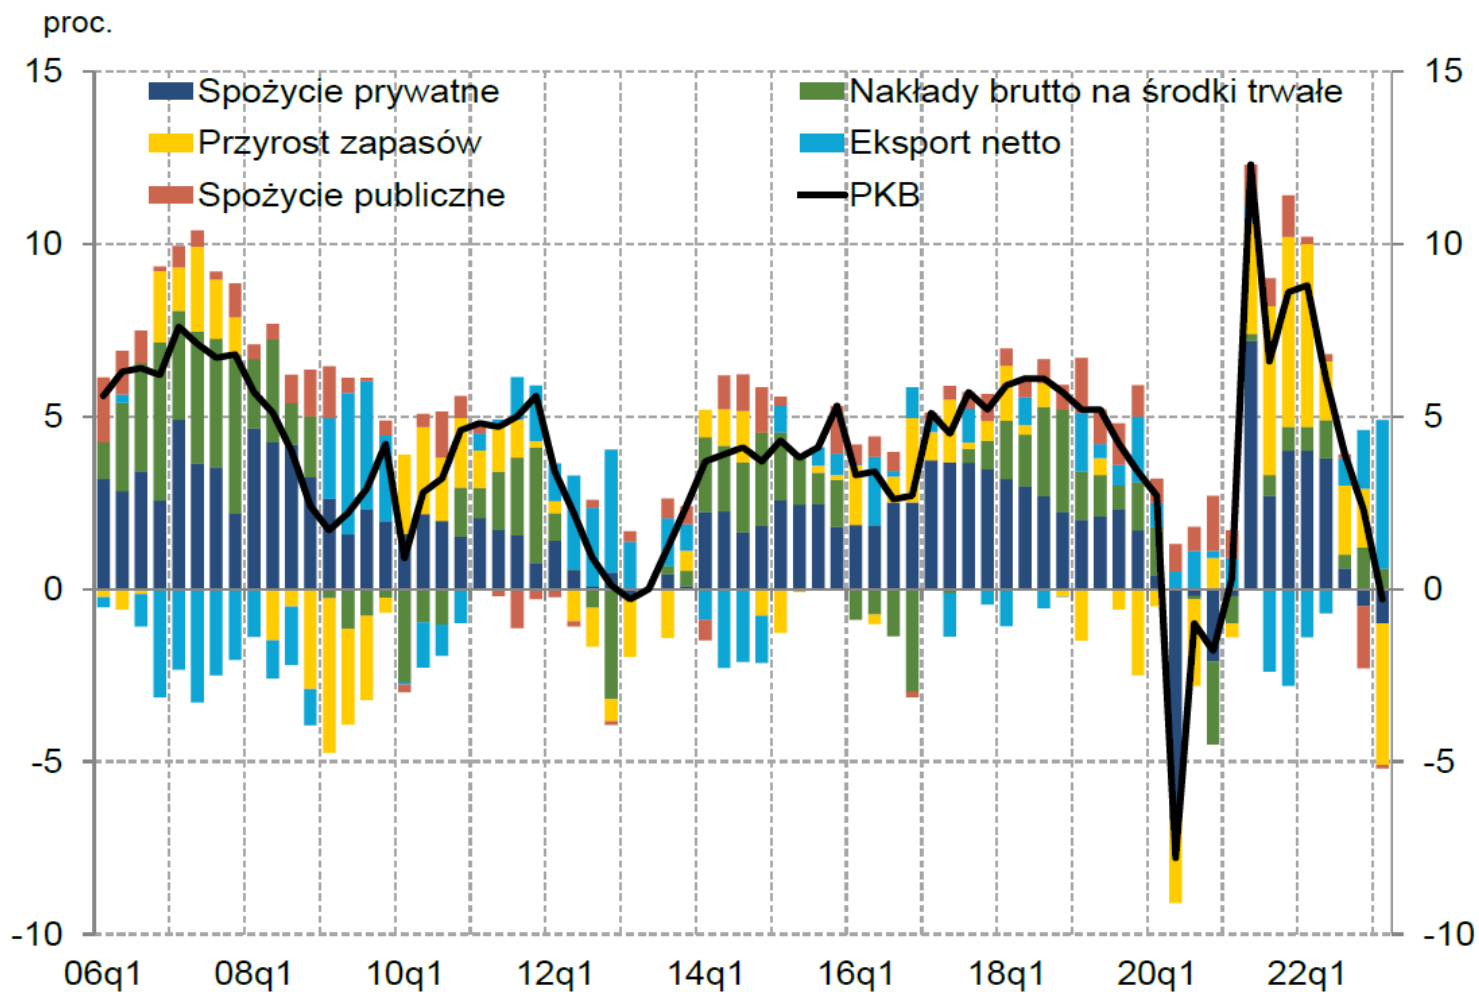 proc.
15 15
Spożycie prywatne Nakłady brutto na środki trwałe
Przyrost zapasów Eksport netto
Spożycie publiczne PKB
10 10
5 5
0 0
-5 -5
-10 -10
06q1 08q1 10q1 12q1 14q1 16q1 18q1 20q1 22q1